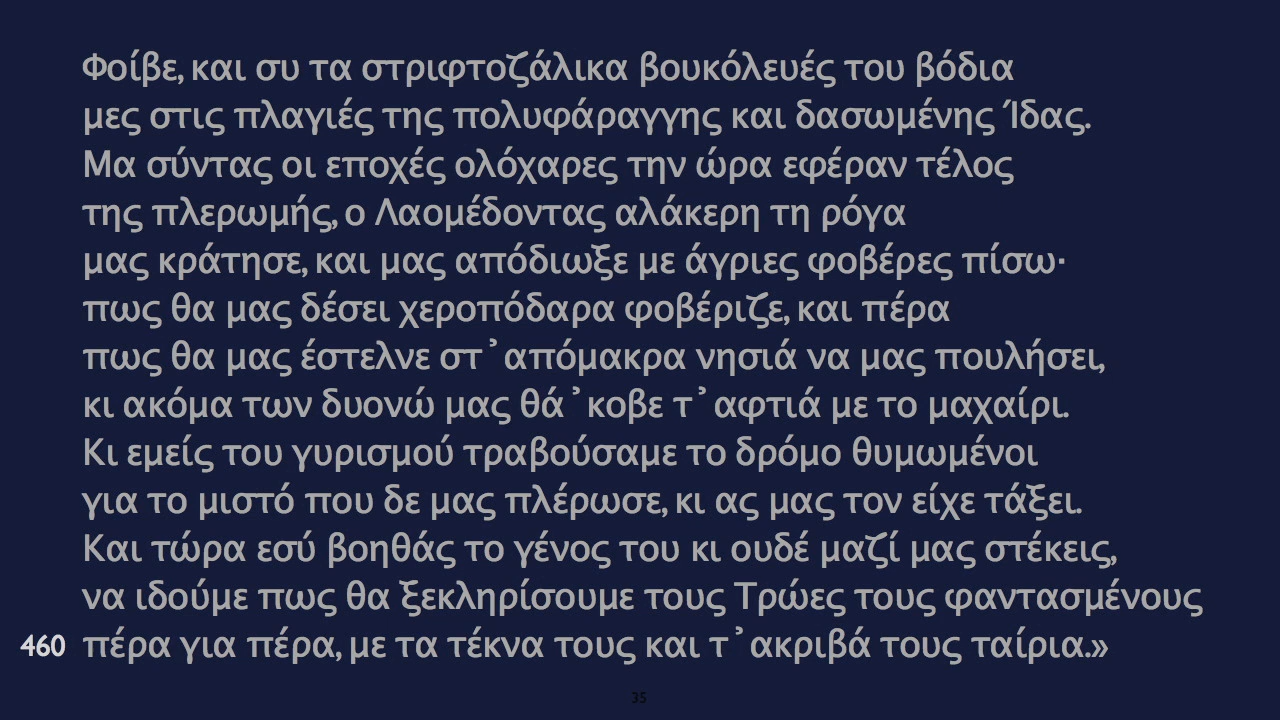 Φοίβε, και συ τα στριφτοζάλικα βουκόλευές του βόδια
μες στις πλαγιές της πολυφάραγγης και δασωμένης Ίδας.
Μα σύντας οι εποχές ολόχαρες την ώρα εφέραν τέλος
της πλερωμής, ο Λαομέδοντας αλάκερη τη ρόγα
μας κράτησε, και μας απόδιωξε με άγριες φοβέρες πίσω·
πως θα μας δέσει χεροπόδαρα φοβέριζε, και πέρα
πως θα μας έστελνε στ᾿ απόμακρα νησιά να μας πουλήσει,
κι ακόμα των δυονώ μας θά᾿κοβε τ᾿ αφτιά με το μαχαίρι.
Κι εμείς του γυρισμού τραβούσαμε το δρόμο θυμωμένοι
για το μιστό που δε μας πλέρωσε, κι ας μας τον είχε τάξει.
Και τώρα εσύ βοηθάς το γένος του κι ουδέ μαζί μας στέκεις,
να ιδούμε πως θα ξεκληρίσουμε τους Τρώες τους φαντασμένους
460 πέρα για πέρα, με τα τέκνα τους και τ᾿ ακριβά τους ταίρια.»
35